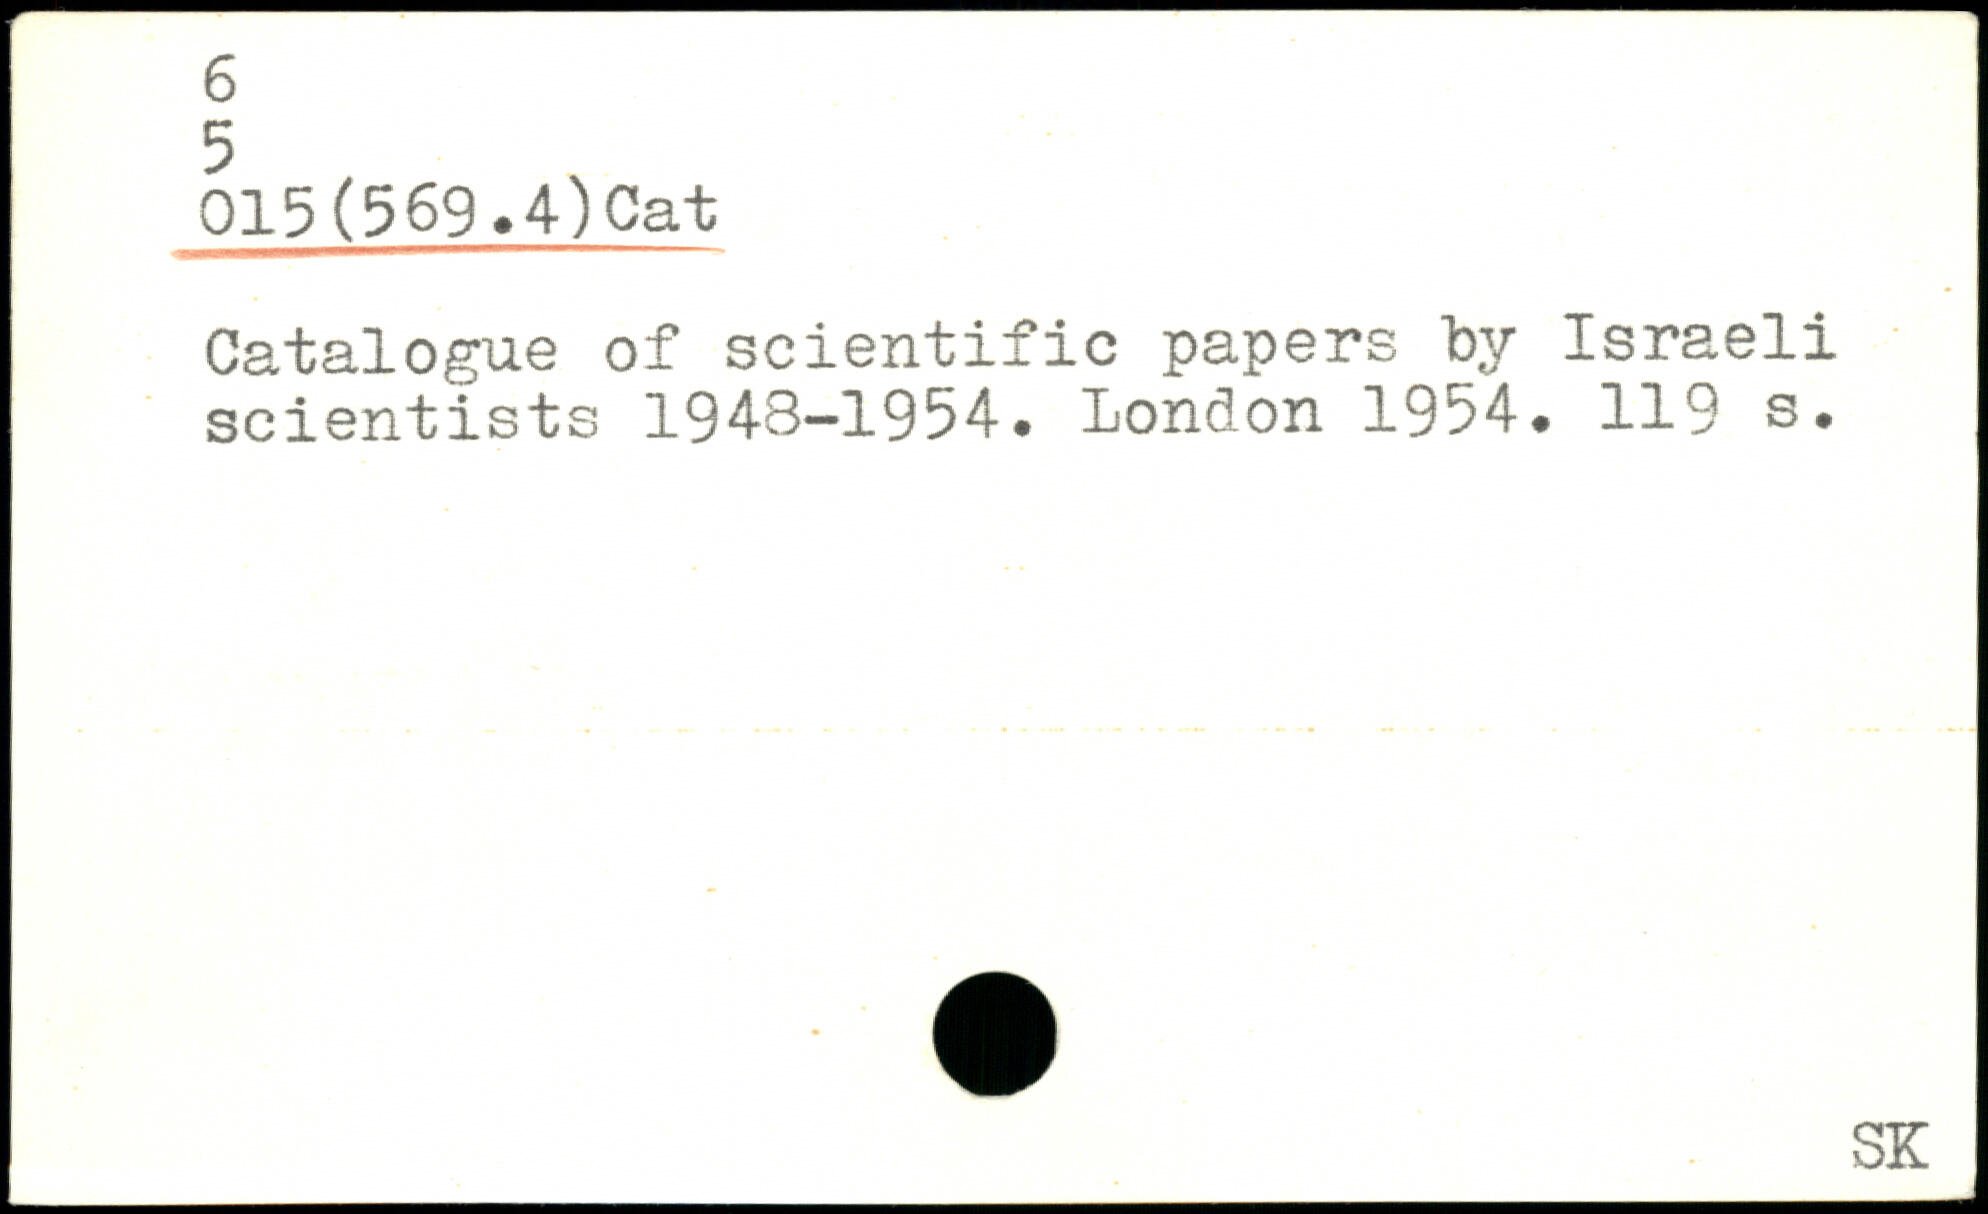 6
5
015(569.4)Cat
Catalogue of scientific papers by Israeli
scientists 1948-1954. London 1954. 119 s.
SK